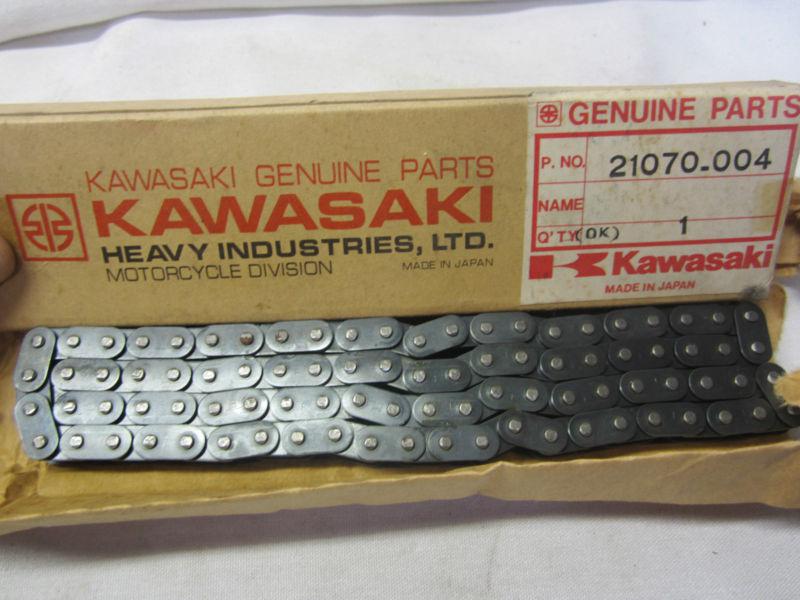 KAWASAKI GENUINE PARTS
KAWASAKI
HEAVY INDUSTRIES, LTD.
MOTORCYCLE DIVISION MADE IN JAPAN
GENUINE PARTS
P. NO. 21070-004
NAME
Q'TY (OK) 1
Kawasaki
MADE IN JAPAN